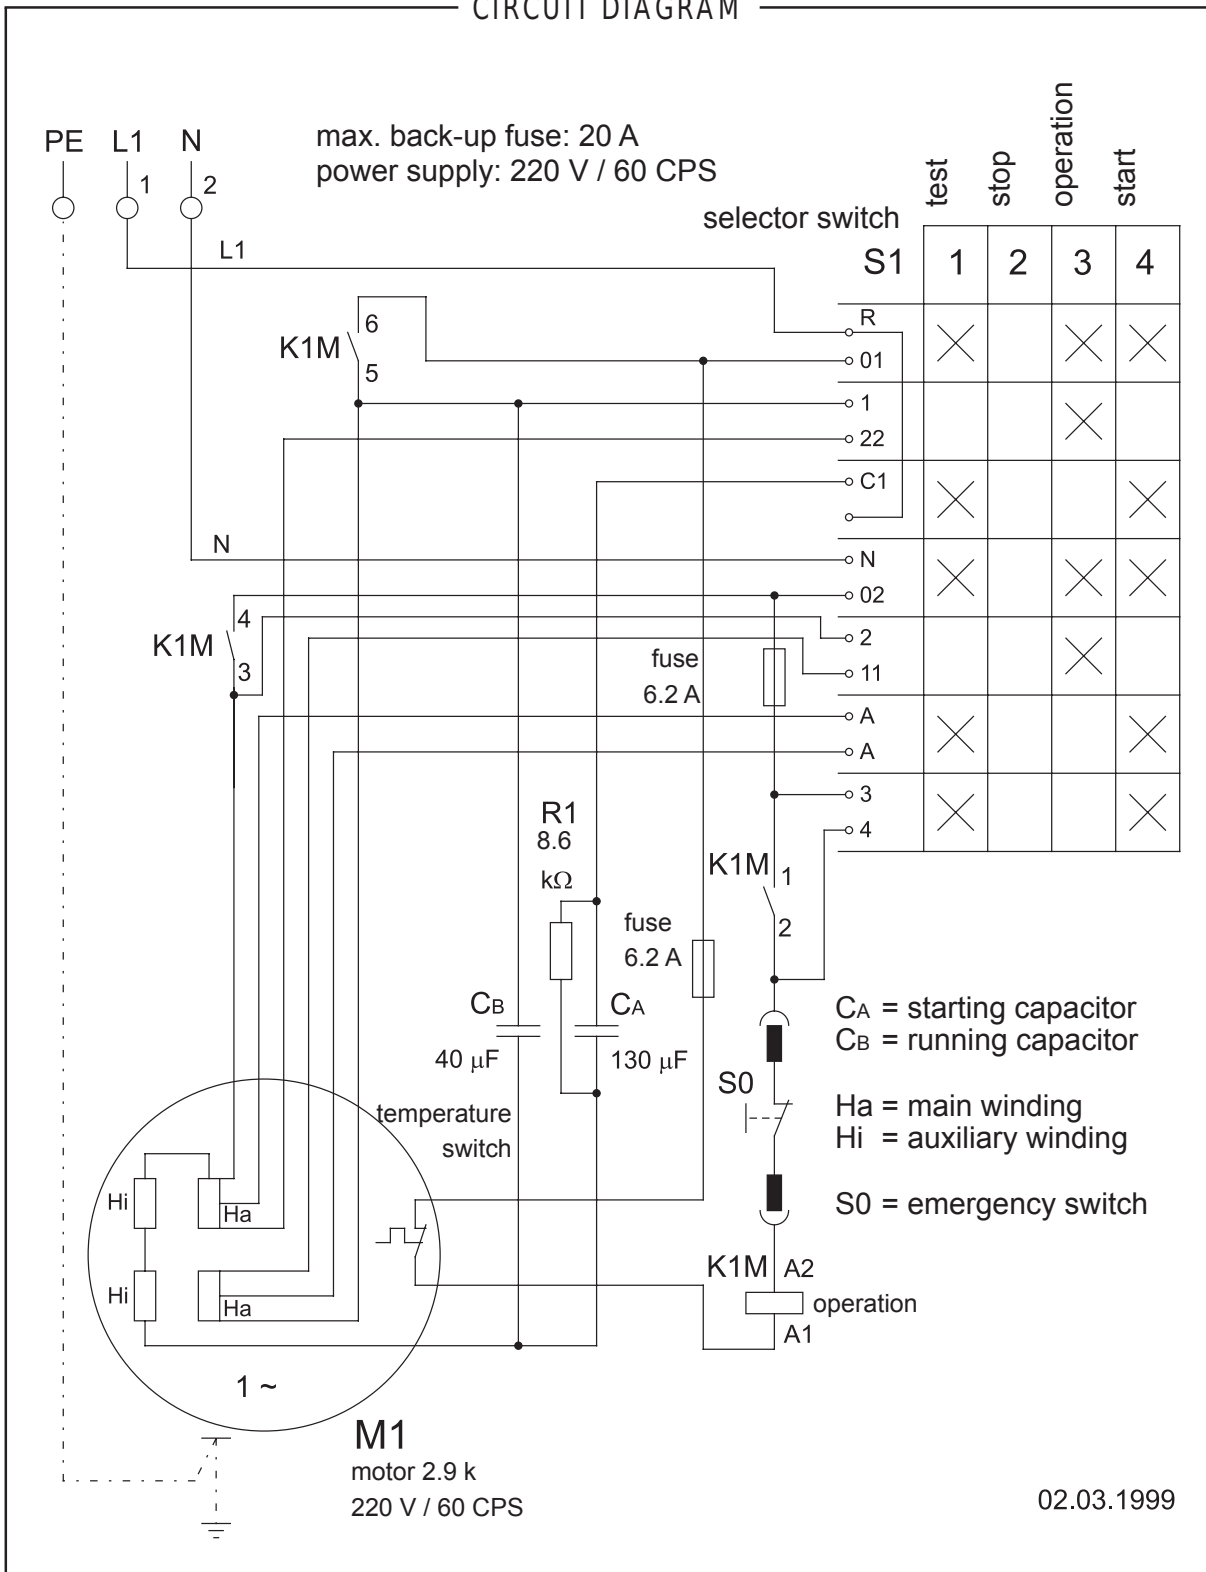 CIRCUIT DIAGRAM
PE L1 N
1 2
max. back-up fuse: 20 A
power supply: 220 V / 60 CPS
test
stop
operation
start
selector switch
S1 1 2 3 4
L1
R
01
K1M 6
5
1
22
C1
N
N
02
K1M 4
3
2
11
fuse
6.2 A
A
A
3
4
R1
8.6
kΩ
K1M 1
2
fuse
6.2 A
CB
40 µF
CA
130 µF
CA = starting capacitor
CB = running capacitor
S0
Ha = main winding
Hi = auxiliary winding
temperature
switch
S0 = emergency switch
Hi Ha
Hi Ha
K1M A2
operation
A1
1 ~
M1
motor 2.9 k
220 V / 60 CPS
02.03.1999